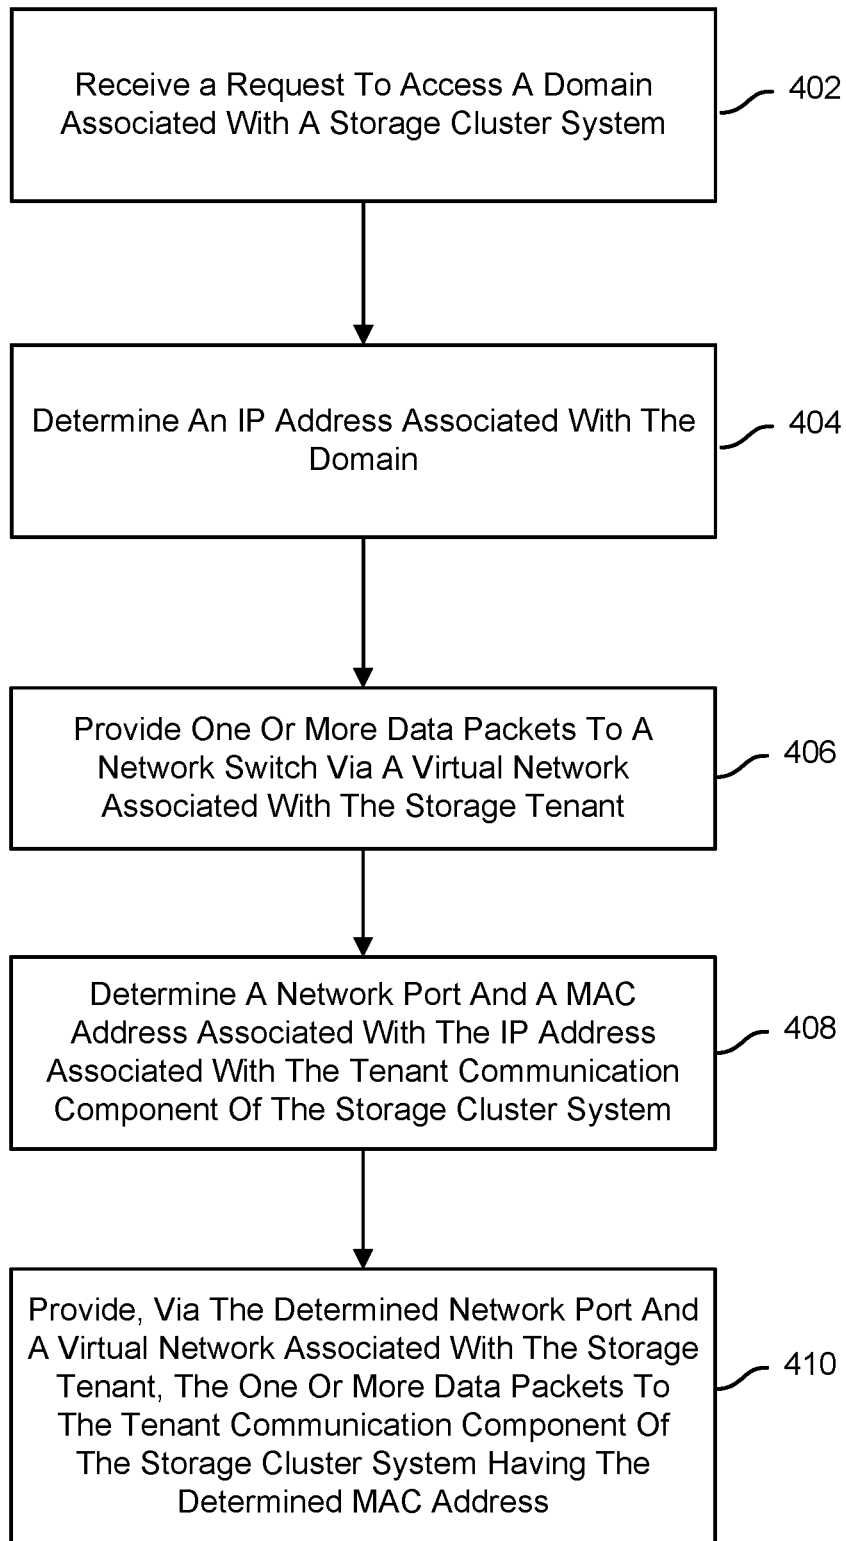 Receive a Request To Access A Domain
Associated With A Storage Cluster System
402
Determine An IP Address Associated With The
Domain
404
Provide One Or More Data Packets To A
Network Switch Via A Virtual Network
Associated With The Storage Tenant
406
Determine A Network Port And A MAC
Address Associated With The IP Address
Associated With The Tenant Communication
Component Of The Storage Cluster System
408
Provide, Via The Determined Network Port And
A Virtual Network Associated With The Storage
Tenant, The One Or More Data Packets To
The Tenant Communication Component Of
The Storage Cluster System Having The
Determined MAC Address
410